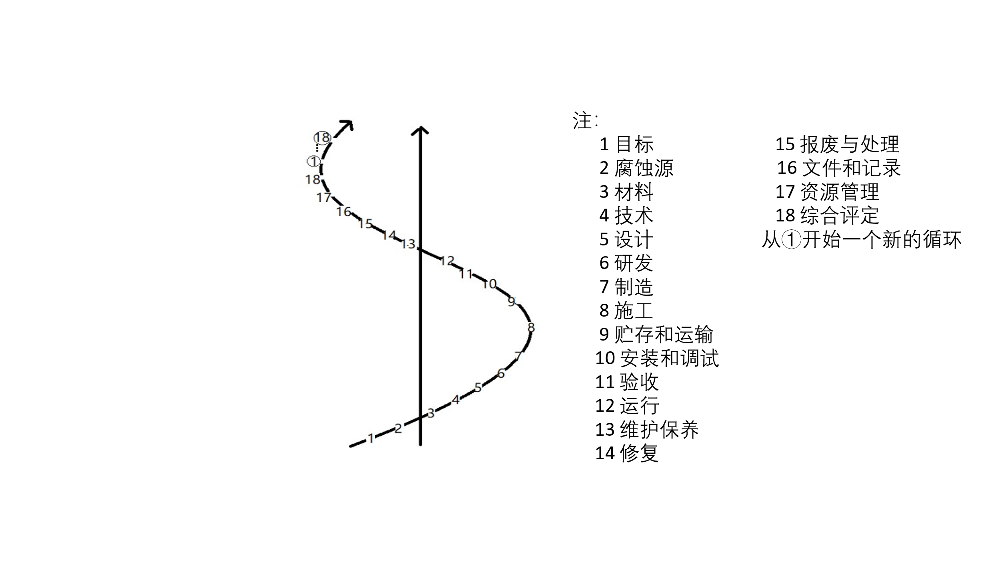 ⑱
①
18
17
16
15
14
13
12
11
10
9
8
7
6
5
4
3
2
1
注：
1 目标
2 腐蚀源
3 材料
4 技术
5 设计
6 研发
7 制造
8 施工
9 贮存和运输
10 安装和调试
11 验收
12 运行
13 维护保养
14 修复
15 报废与处理
16 文件和记录
17 资源管理
18 综合评定
从①开始一个新的循环